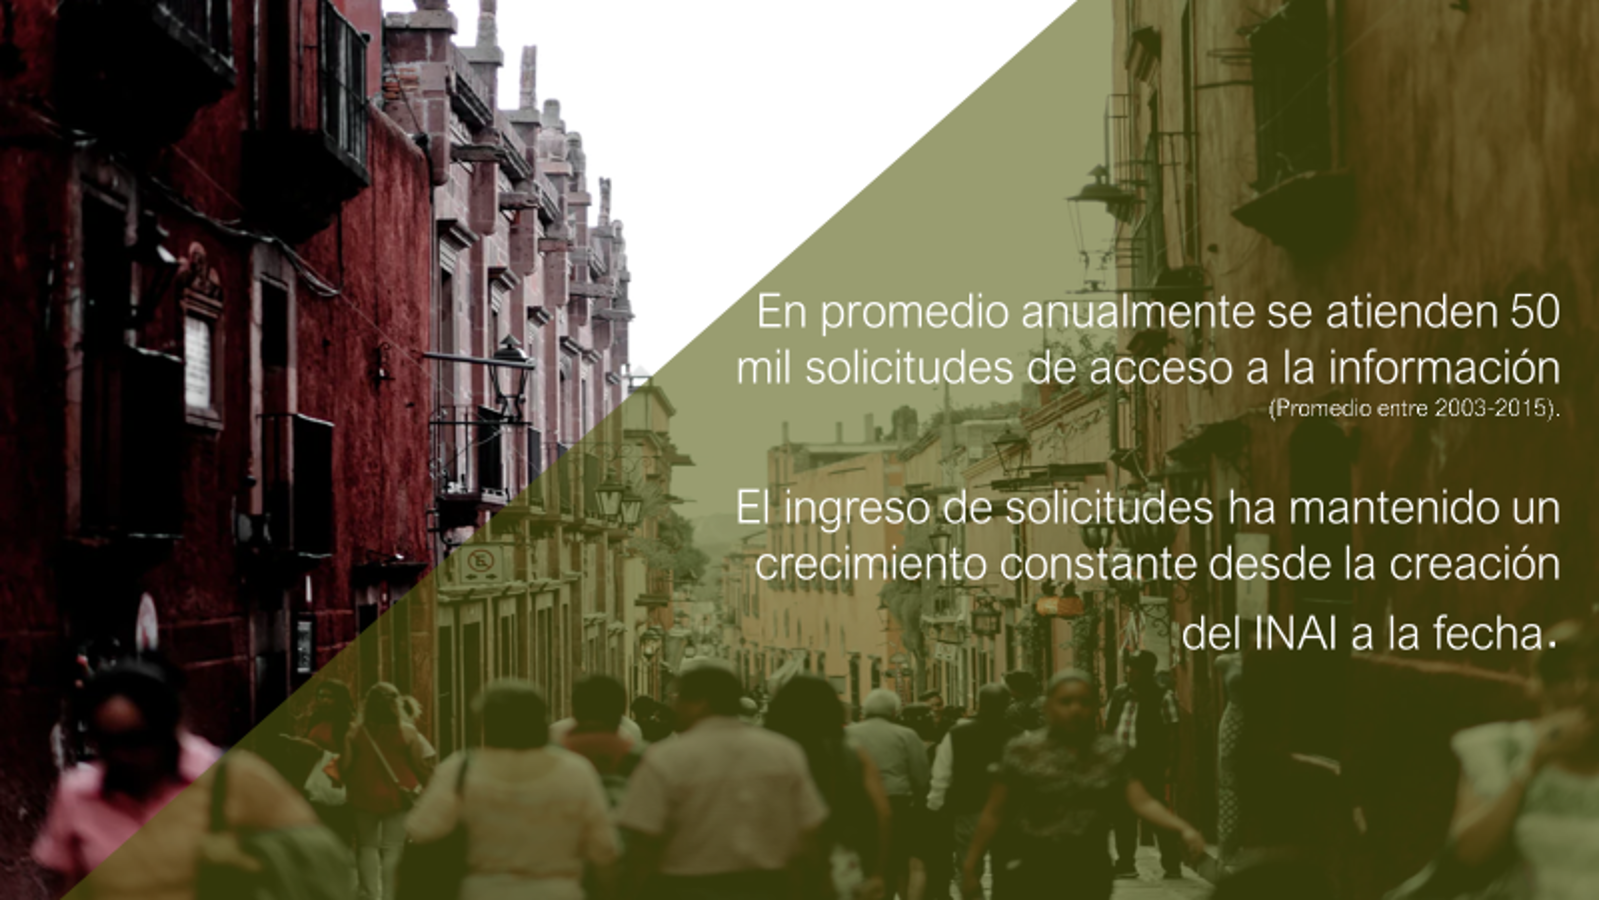 En promedio anualmente se atienden 50
mil solicitudes de acceso a la información
(Promedio entre 2003-2015).
El ingreso de solicitudes ha mantenido un
crecimiento constante desde la creación
del INAI a la fecha.